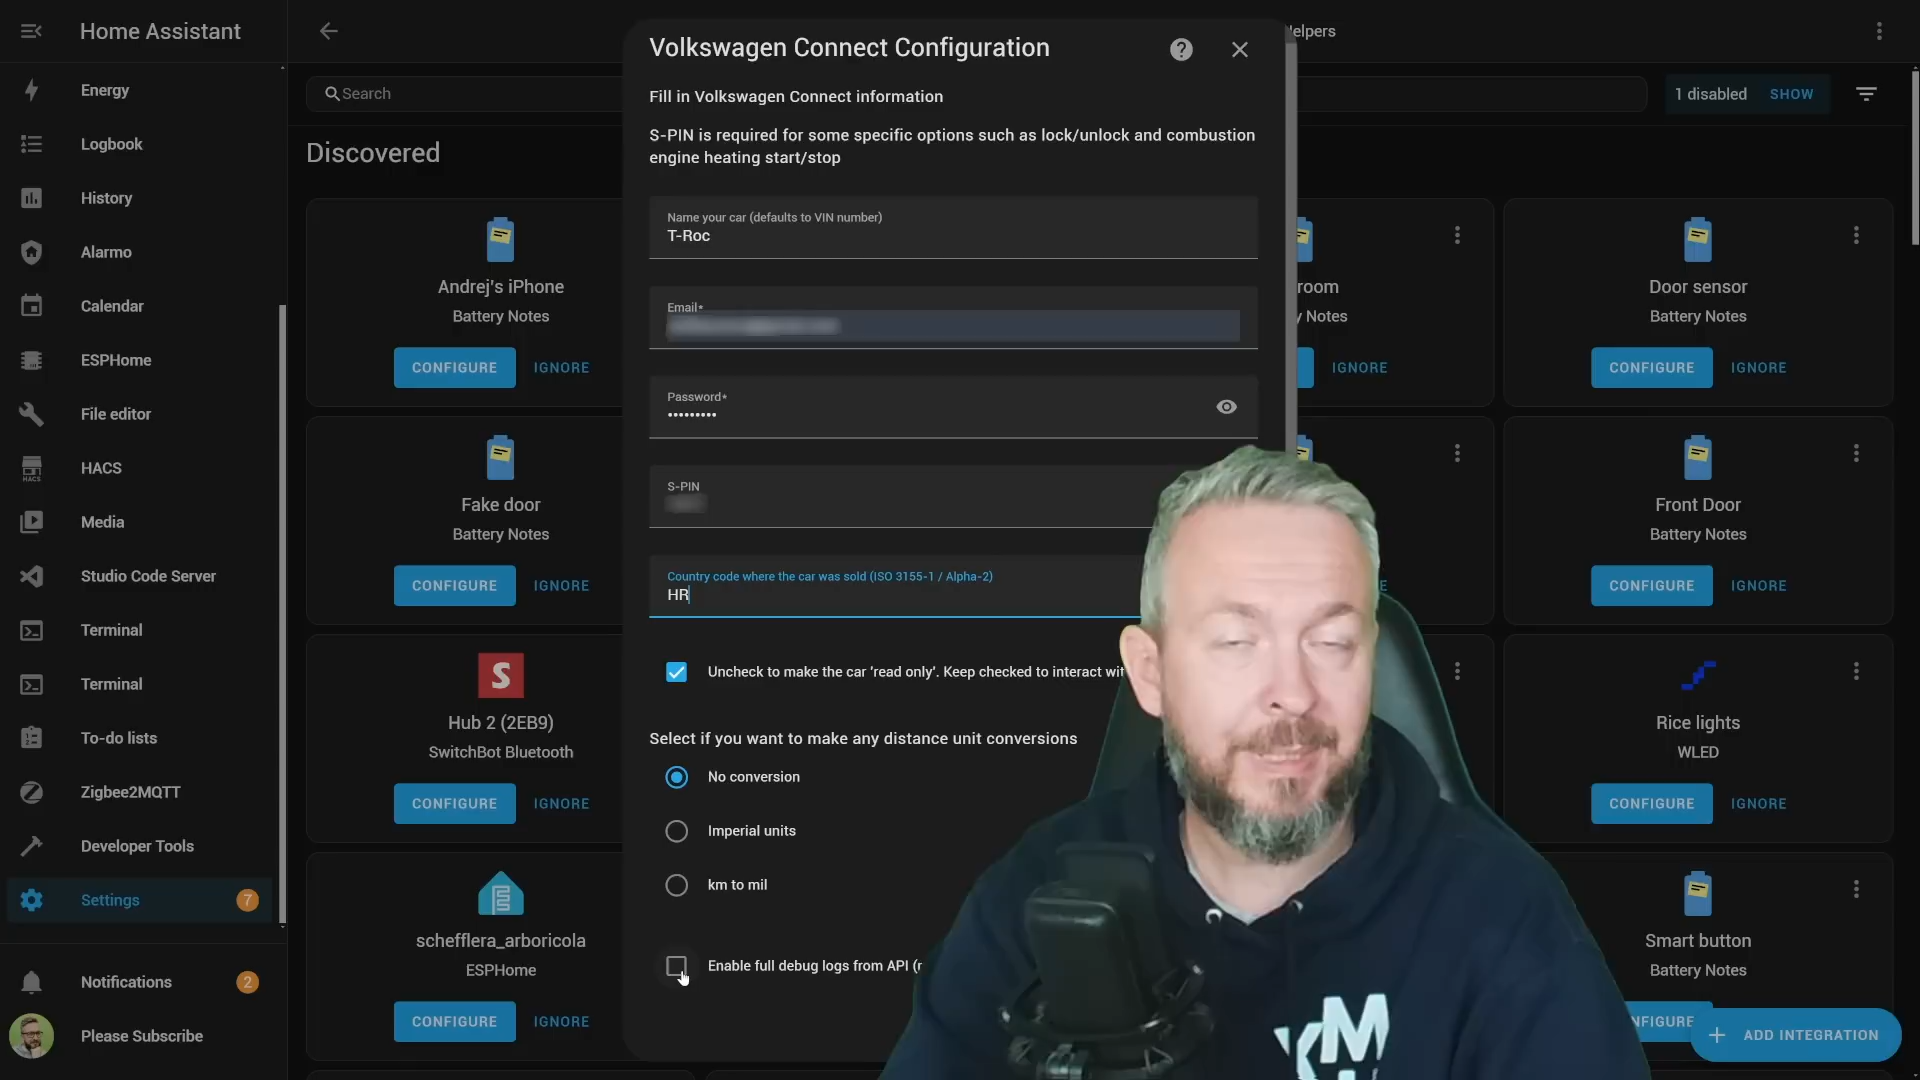 Home Assistant
Energy
Logbook
History
Alarmo
Calendar
ESPHome
File editor
HACS
Media
Studio Code Server
Terminal
Terminal
To-do lists
Zigbee2MQTT
Developer Tools
Settings
7
Notifications
2
Please Subscribe
Search
elpers
1 disabled
SHOW
Discovered
Andrej's iPhone
Battery Notes
CONFIGURE
IGNORE
Fake door
Battery Notes
CONFIGURE
IGNORE
Hub 2 (2EB9)
SwitchBot Bluetooth
CONFIGURE
IGNORE
schefflera_arboricola
ESPHome
CONFIGURE
IGNORE
Volkswagen Connect Configuration
Fill in Volkswagen Connect information
S-PIN is required for some specific options such as lock/unlock and combustion
engine heating start/stop
Name your car (defaults to VIN number)
T-Roc
Email*
Password*
•••••••••
S-PIN
Country code where the car was sold (ISO 3155-1 / Alpha-2)
HR
Uncheck to make the car 'read only'. Keep checked to interact wit
Select if you want to make any distance unit conversions
No conversion
Imperial units
km to mil
Enable full debug logs from API (r
room
y Notes
IGNORE
Door sensor
Battery Notes
CONFIGURE
IGNORE
Front Door
Battery Notes
CONFIGURE
IGNORE
Rice lights
WLED
CONFIGURE
IGNORE
Smart button
Battery Notes
NFIGURE
ADD INTEGRATION